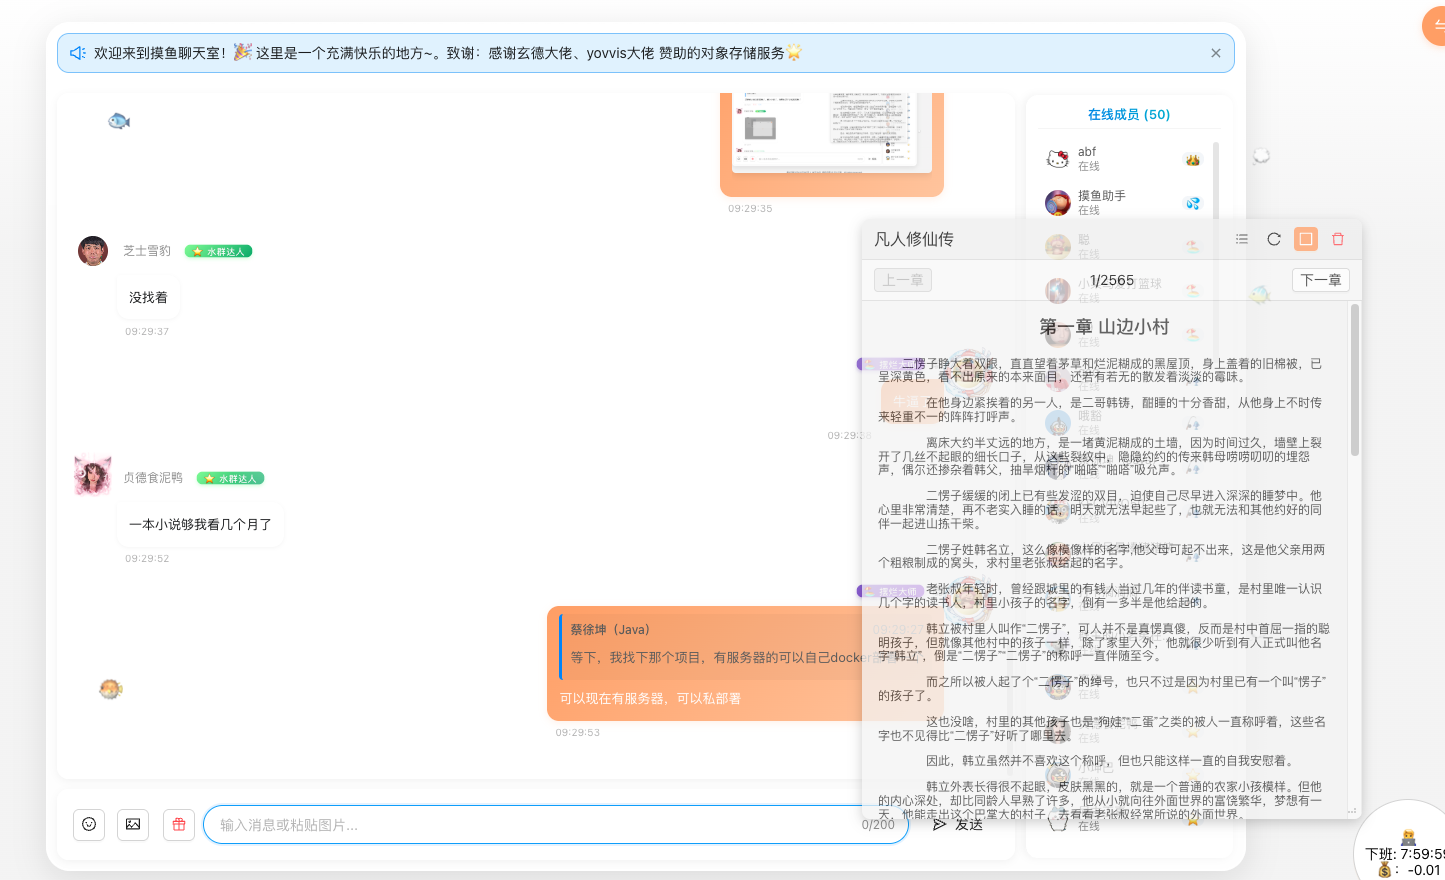 欢迎来到摸鱼聊天室！🎉 这里是一个充满快乐的地方~。致谢：感谢玄德大佬、yovvis大佬 赞助的对象存储服务🌟
09:29:35
芝士雪豹
水群达人
没找着
09:29:37
09:29:38
贞德食泥鸭
水群达人
一本小说够我看几个月了
09:29:52
摆烂大师
蔡徐坤（Java）
等下，我找下那个项目，有服务器的可以自己docker部署
可以现在有服务器，可以私部署
09:29:53
输入消息或粘贴图片...
0/200
发送
在线成员 (50)
abf
在线
摸鱼助手
在线
聪
在线
在线
在线
哦豁
在线
在线
在线
在线
凡人修仙传
上一章
1/2565
下一章
第一章 山边小村
二愣子睁大着双眼，直直望着茅草和烂泥糊成的黑屋顶，身上盖着的旧棉被，已
呈深黄色，看不出原来的本来面目，还若有若无的散发着淡淡的霉味。
在他身边紧挨着的另一人，是二哥韩铸，酣睡的十分香甜，从他身上不时传
来轻重不一的阵阵打呼声。
离床大约半丈远的地方，是一堵黄泥糊成的土墙，因为时间过久，墙壁上裂
开了几丝不起眼的细长口子，从这些裂纹中，隐隐约约的传来韩母唠唠叨叨的埋怨
声，偶尔还掺杂着韩父，抽旱烟杆的“啪嗒”“啪嗒”吸允声。
二愣子缓缓的闭上已有些发涩的双目，迫使自己尽早进入深深的睡梦中。他
心里非常清楚，再不老实入睡的话，明天就无法早起些了，也就无法和其他约好的同
伴一起进山拣干柴。
二愣子姓韩名立，这么像模像样的名字,他父母可起不出来，这是他父亲用两
个粗粮制成的窝头，求村里老张叔给起的名字。
老张叔年轻时，曾经跟城里的有钱人当过几年的伴读书童，是村里唯一认识
几个字的读书人，村里小孩子的名字，倒有一多半是他给起的。
韩立被村里人叫作“二愣子”，可人并不是真愣真傻，反而是村中首屈一指的聪
明孩子，但就像其他村中的孩子一样，除了家里人外，他就很少听到有人正式叫他名
字“韩立”，倒是“二愣子”“二愣子”的称呼一直伴随至今。
而之所以被人起了个“二愣子”的绰号，也只不过是因为村里已有一个叫“愣子”
的孩子了。
这也没啥，村里的其他孩子也是“狗娃”“二蛋”之类的被人一直称呼着，这些名
字也不见得比“二愣子”好听了哪里去。
因此，韩立虽然并不喜欢这个称呼，但也只能这样一直的自我安慰着。
韩立外表长得很不起眼，皮肤黑黑的，就是一个普通的农家小孩模样。但他
的内心深处，却比同龄人早熟了许多，他从小就向往外面世界的富饶繁华，梦想有一
天，他能走出这个巴掌大的村子，去看看老张叔经常所说的外面世界。
下班: 7:59:59
💰: -0.01